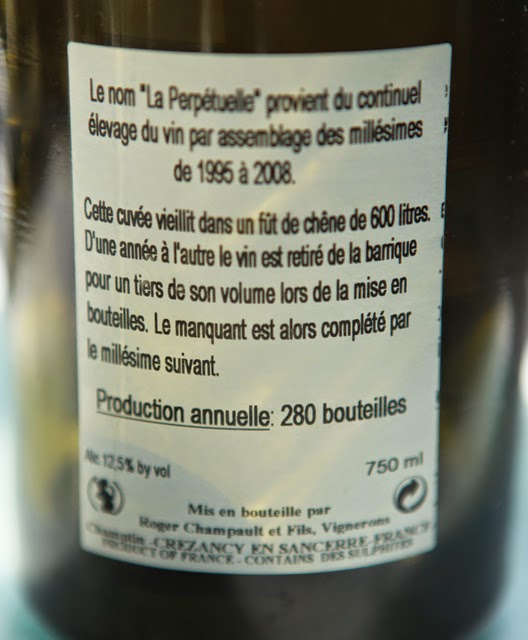 Le nom "La Perpétuelle" provient du continuel
élevage du vin par assemblage des millésimes
de 1995 à 2008.
Cette cuvée vieillit dans un fût de chêne de 600 litres.
D'une année à l'autre le vin est retiré de la barrique
pour un tiers de son volume lors de la mise en
bouteilles. Le manquant est alors complété par
le millésime suivant.
Production annuelle: 280 bouteilles
Alc. 12,5% by vol
750 ml
Mis en bouteille par
Roger Champault et Fils, Vignerons
Champtin -CREZANCY EN SANCERRE-FRANCE
PRODUCT OF FRANCE - CONTAINS DES SULPHITES